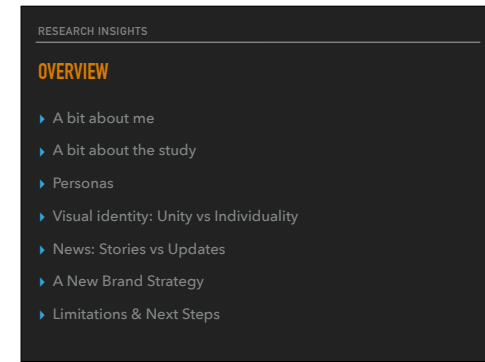 RESEARCH INSIGHTS
OVERVIEW
A bit about me
A bit about the study
Personas
Visual identity: Unity vs Individuality
News: Stories vs Updates
A New Brand Strategy
Limitations & Next Steps